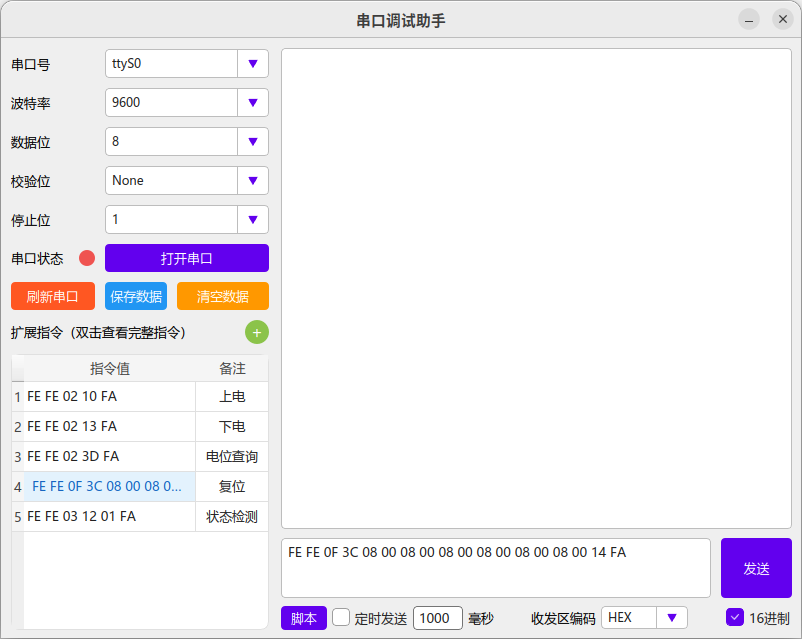 串口调试助手
串口号 ttyS0
波特率 9600
数据位 8
校验位 None
停止位 1
串口状态 打开串口
刷新串口 保存数据 清空数据
扩展指令（双击查看完整指令） +
指令值 备注
1 FE FE 02 10 FA 上电
2 FE FE 02 13 FA 下电
3 FE FE 02 3D FA 电位查询
4 FE FE 0F 3C 08 00 08 0... 复位
5 FE FE 03 12 01 FA 状态检测
FE FE 0F 3C 08 00 08 00 08 00 08 00 08 00 08 00 14 FA
发送
脚本 定时发送 1000 毫秒 收发区编码 HEX 16进制